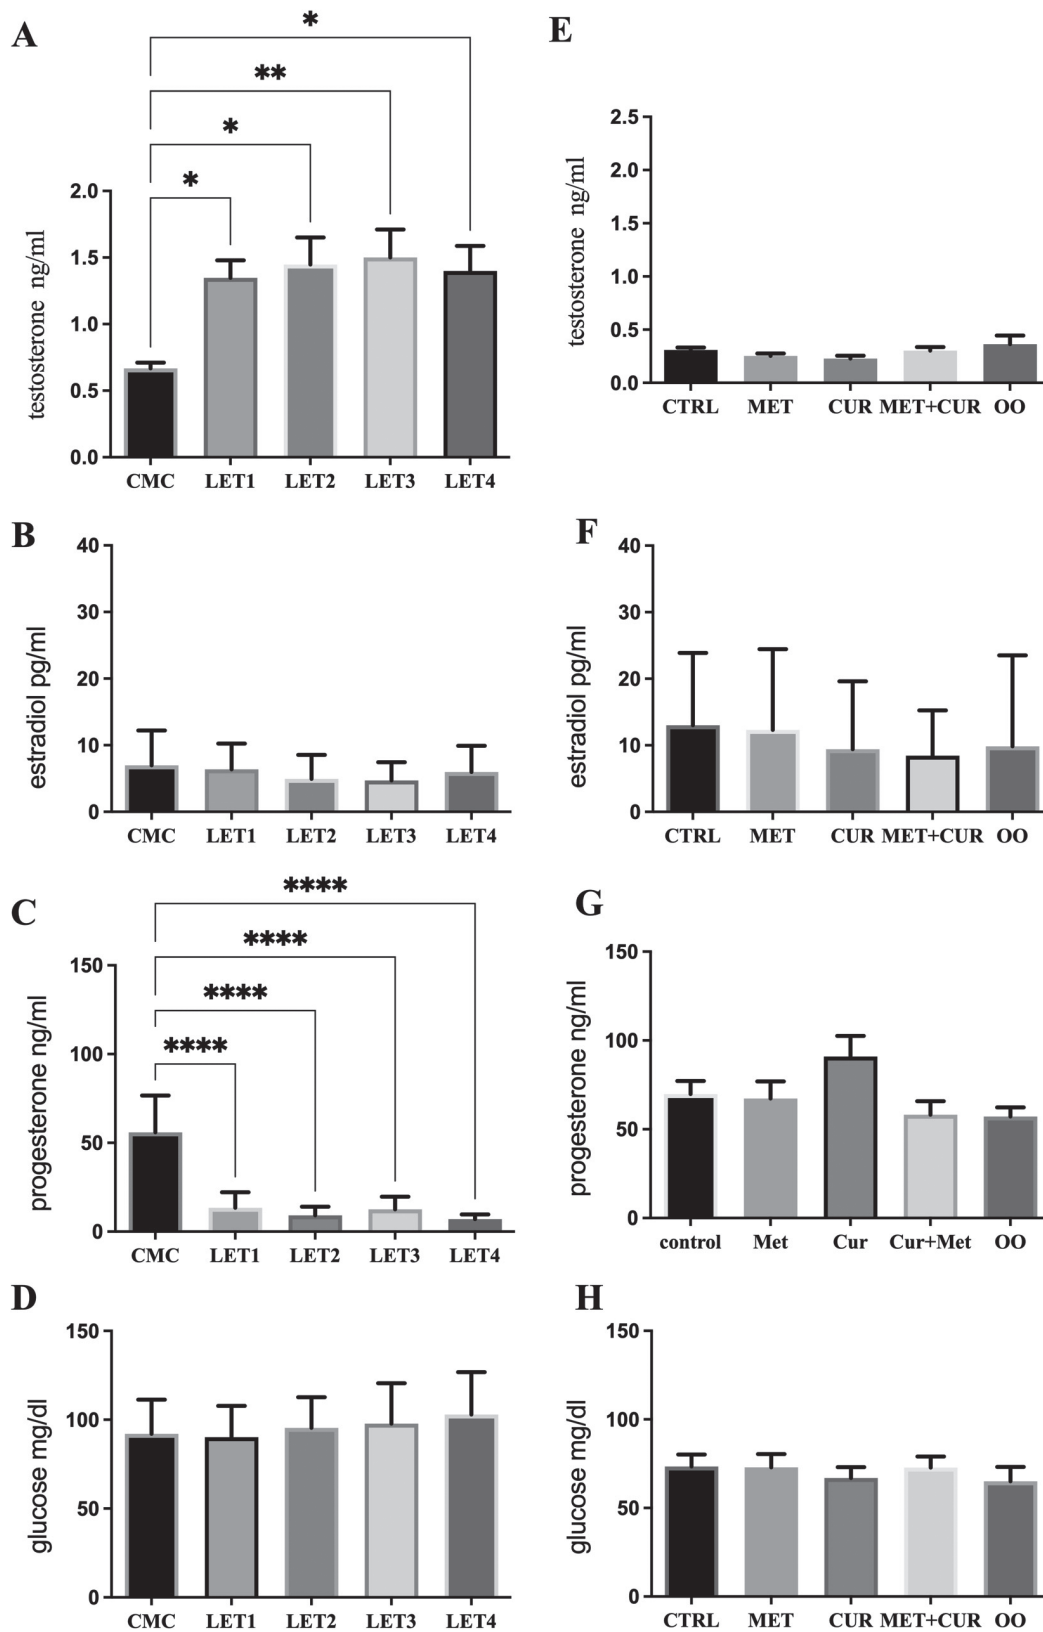 A
*
**
*
*
testosterone ng/ml
2.0
1.5
1.0
0.5
0.0
CMC LET1 LET2 LET3 LET4
E
testosterone ng/ml
2.5
2.0
1.5
1.0
0.5
0.0
CTRL MET CUR MET+CUR OO
B
estradiol pg/ml
40
30
20
10
0
CMC LET1 LET2 LET3 LET4
F
estradiol pg/ml
40
30
20
10
0
CTRL MET CUR MET+CUR OO
C
****
****
****
****
progesterone ng/ml
150
100
50
0
CMC LET1 LET2 LET3 LET4
G
progesterone ng/ml
150
100
50
0
control Met Cur Cur+Met OO
D
glucose mg/dl
150
100
50
0
CMC LET1 LET2 LET3 LET4
H
glucose mg/dl
150
100
50
0
CTRL MET CUR MET+CUR OO